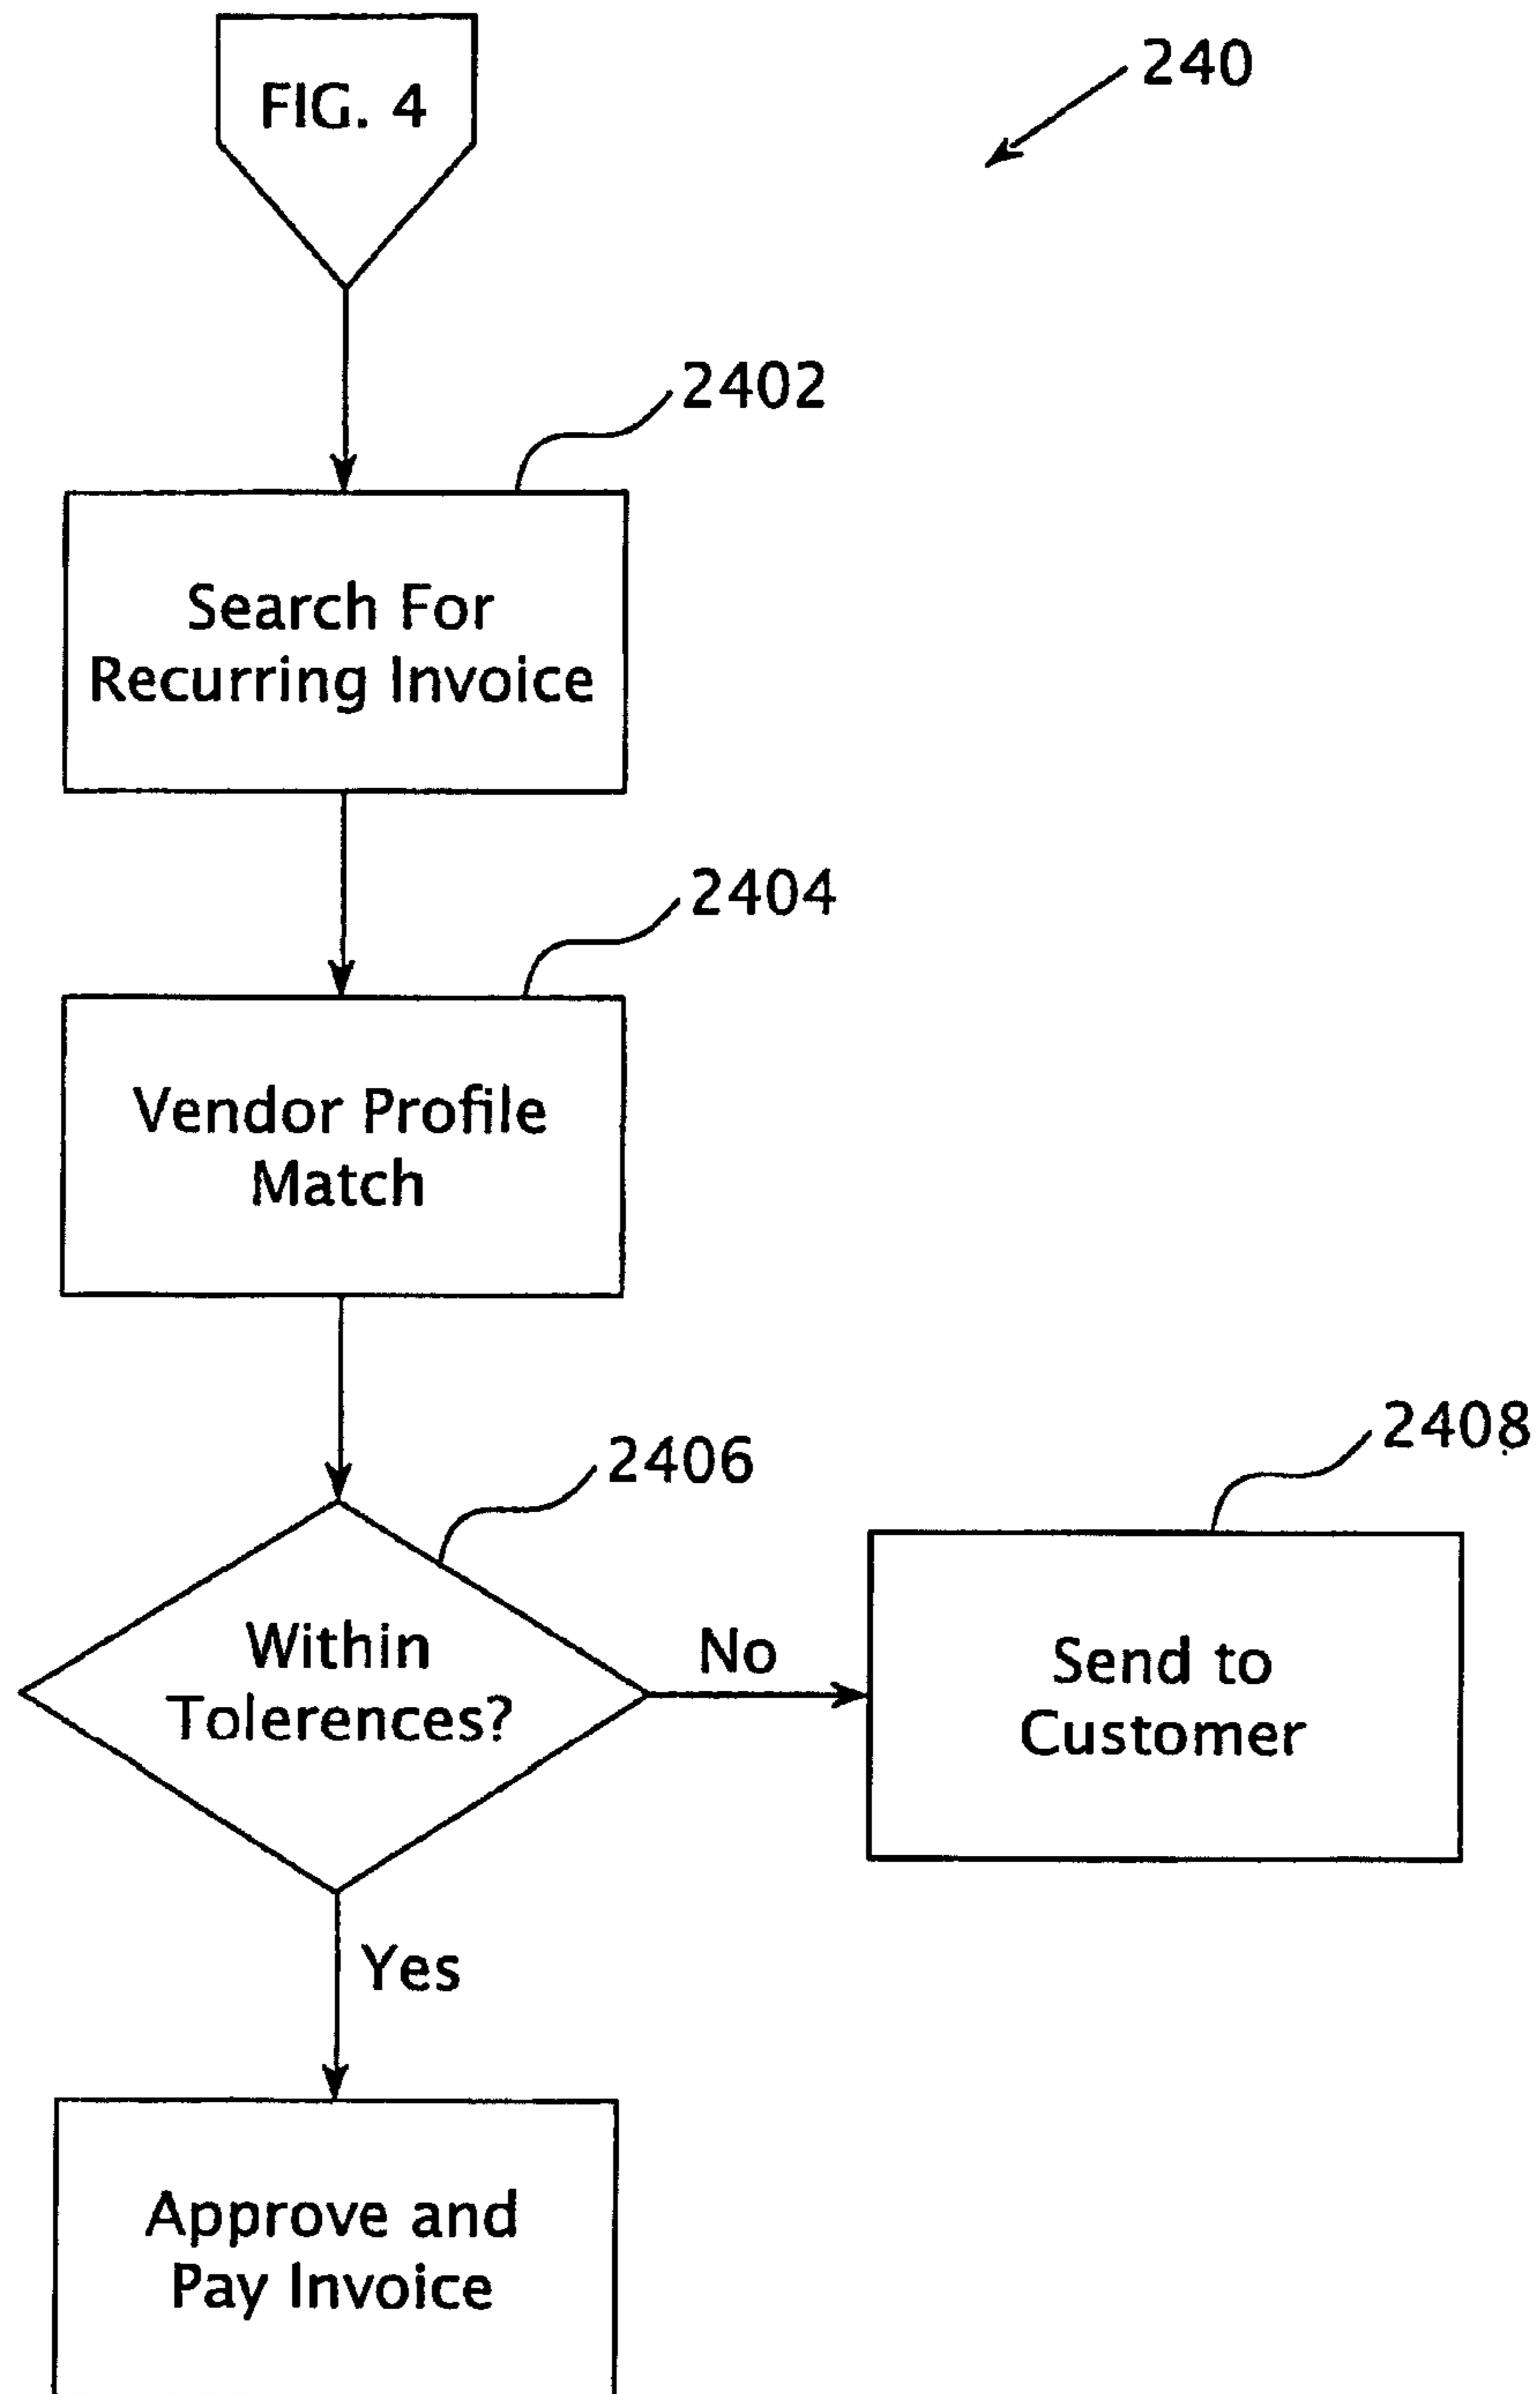 FIG. 4
240
2402
Search For
Recurring Invoice
2404
Vendor Profile
Match
2406
2408
Within
Tolerences?
No
Send to
Customer
Yes
Approve and
Pay Invoice